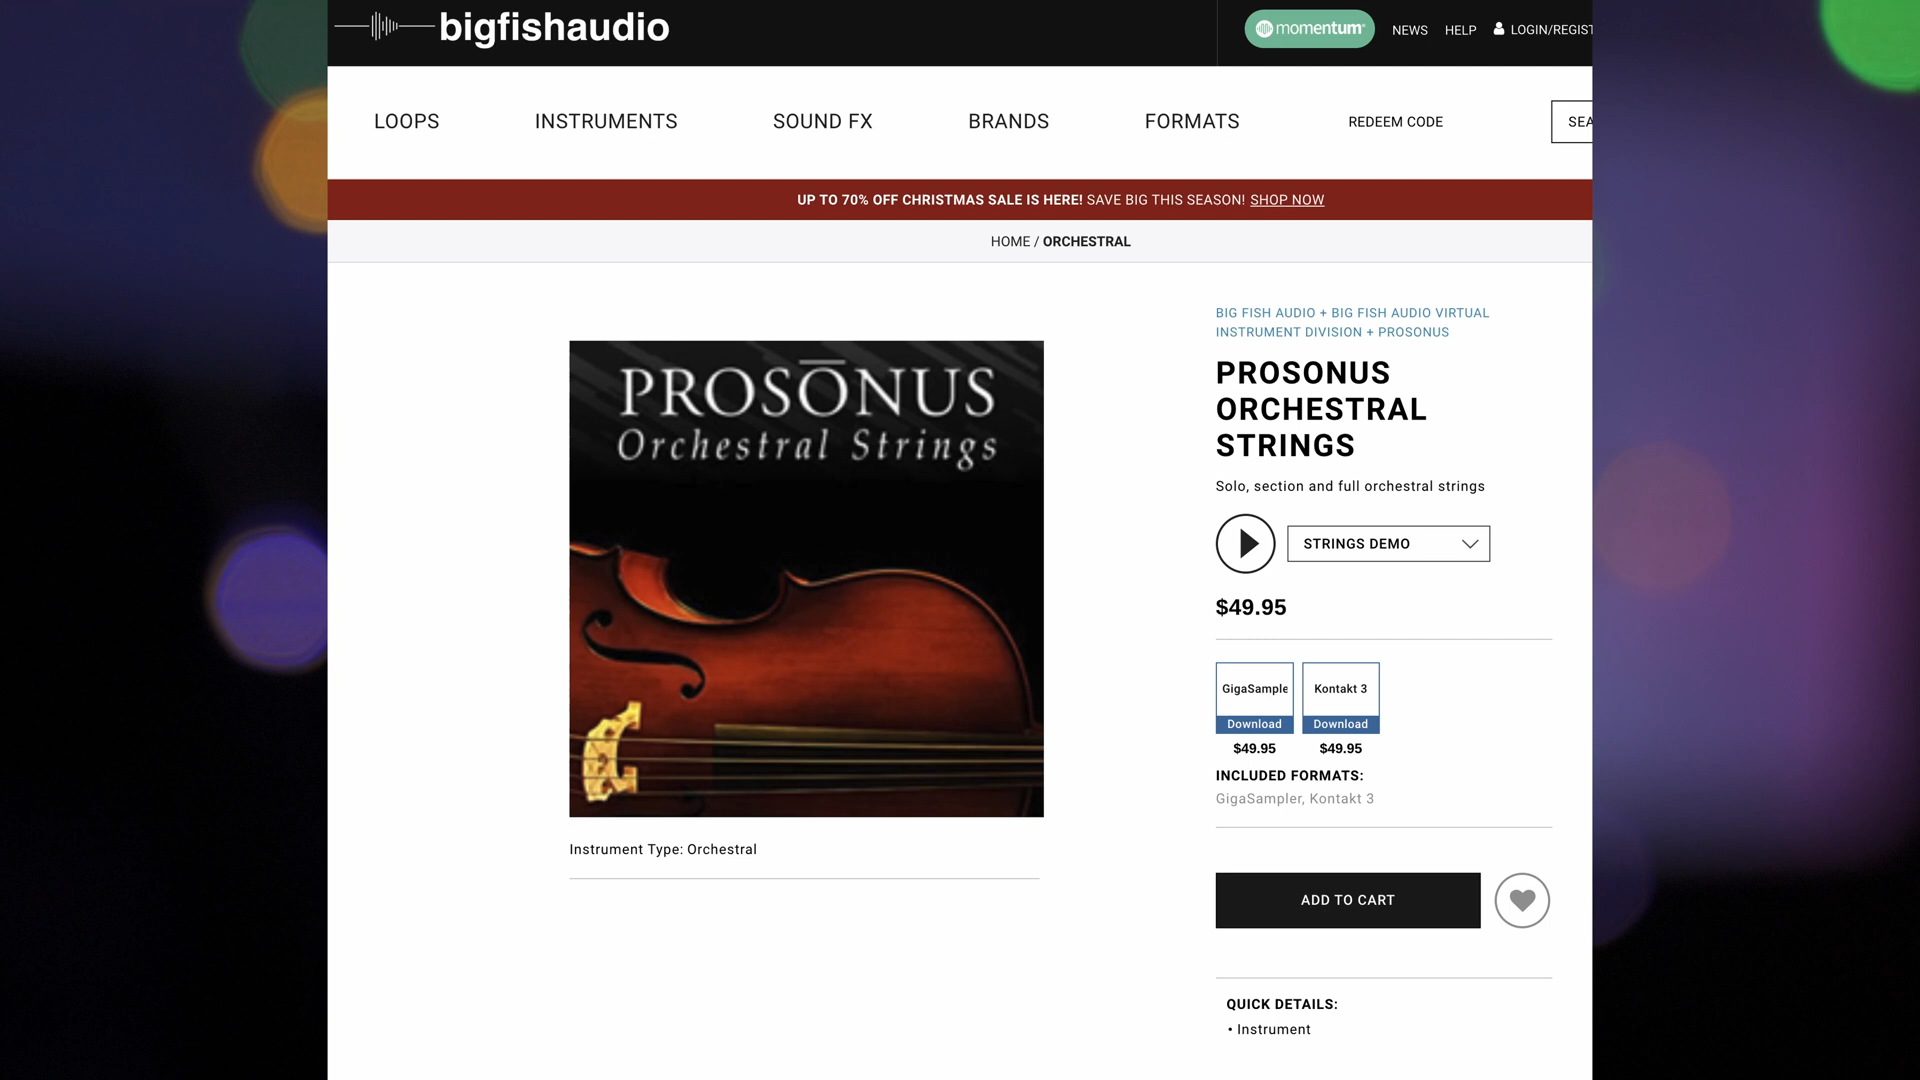 bigfishaudio
momentum
NEWS
HELP
LOGIN/REGIST
LOOPS
INSTRUMENTS
SOUND FX
BRANDS
FORMATS
REDEEM CODE
SEA
UP TO 70% OFF CHRISTMAS SALE IS HERE! SAVE BIG THIS SEASON! SHOP NOW
HOME / ORCHESTRAL
PROSŌNUS
Orchestral Strings
Instrument Type: Orchestral
BIG FISH AUDIO + BIG FISH AUDIO VIRTUAL
INSTRUMENT DIVISION + PROSONUS
PROSONUS
ORCHESTRAL
STRINGS
Solo, section and full orchestral strings
STRINGS DEMO
$49.95
GigaSample
Download
$49.95
Kontakt 3
Download
$49.95
INCLUDED FORMATS:
GigaSampler, Kontakt 3
ADD TO CART
QUICK DETAILS:
• Instrument